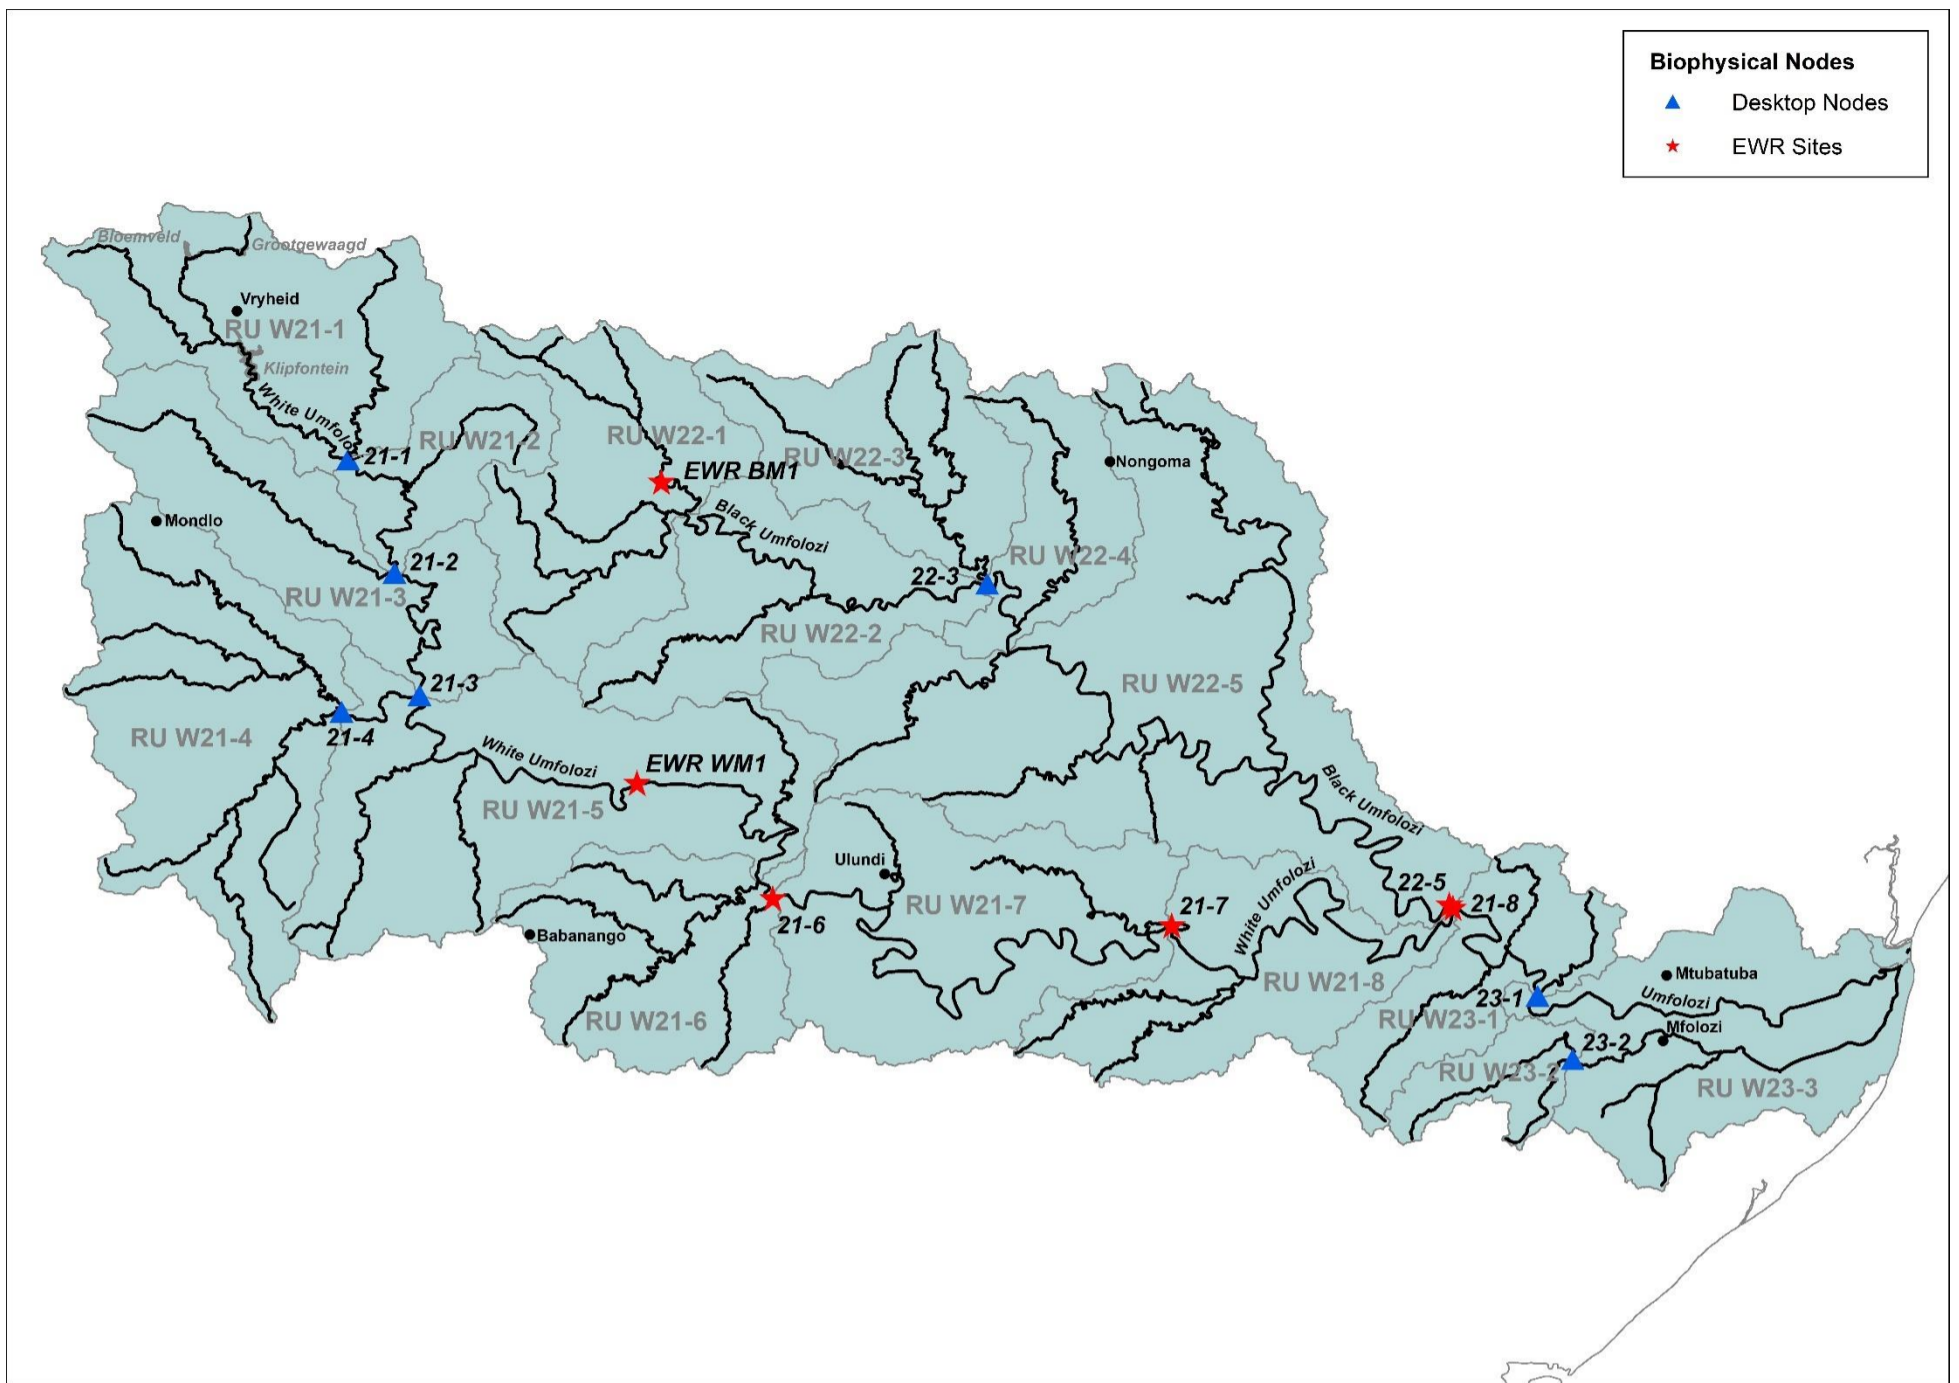 Biophysical Nodes
Desktop Nodes
EWR Sites
Bloemveld
Grootgewaagd
Vryheid
RU W21-1
Klipfontein
White Umfolozi
21-1
RU W21-2
RU W22-1
EWR BM1
RU W22-3
Nongoma
Mondlo
Black Umfolozi
21-2
RU W21-3
22-3
RU W22-4
RU W22-2
21-3
RU W22-5
RU W21-4
21-4
White Umfolozi
EWR WM1
RU W21-5
Black Umfolozi
Ulundi
22-5
21-8
RU W21-7
21-7
White Umfolozi
21-6
Babanango
RU W21-6
RU W21-8
Mtubatuba
23-1
Umfolozi
RU W23-1
Mfolozi
23-2
RU W23-2
RU W23-3